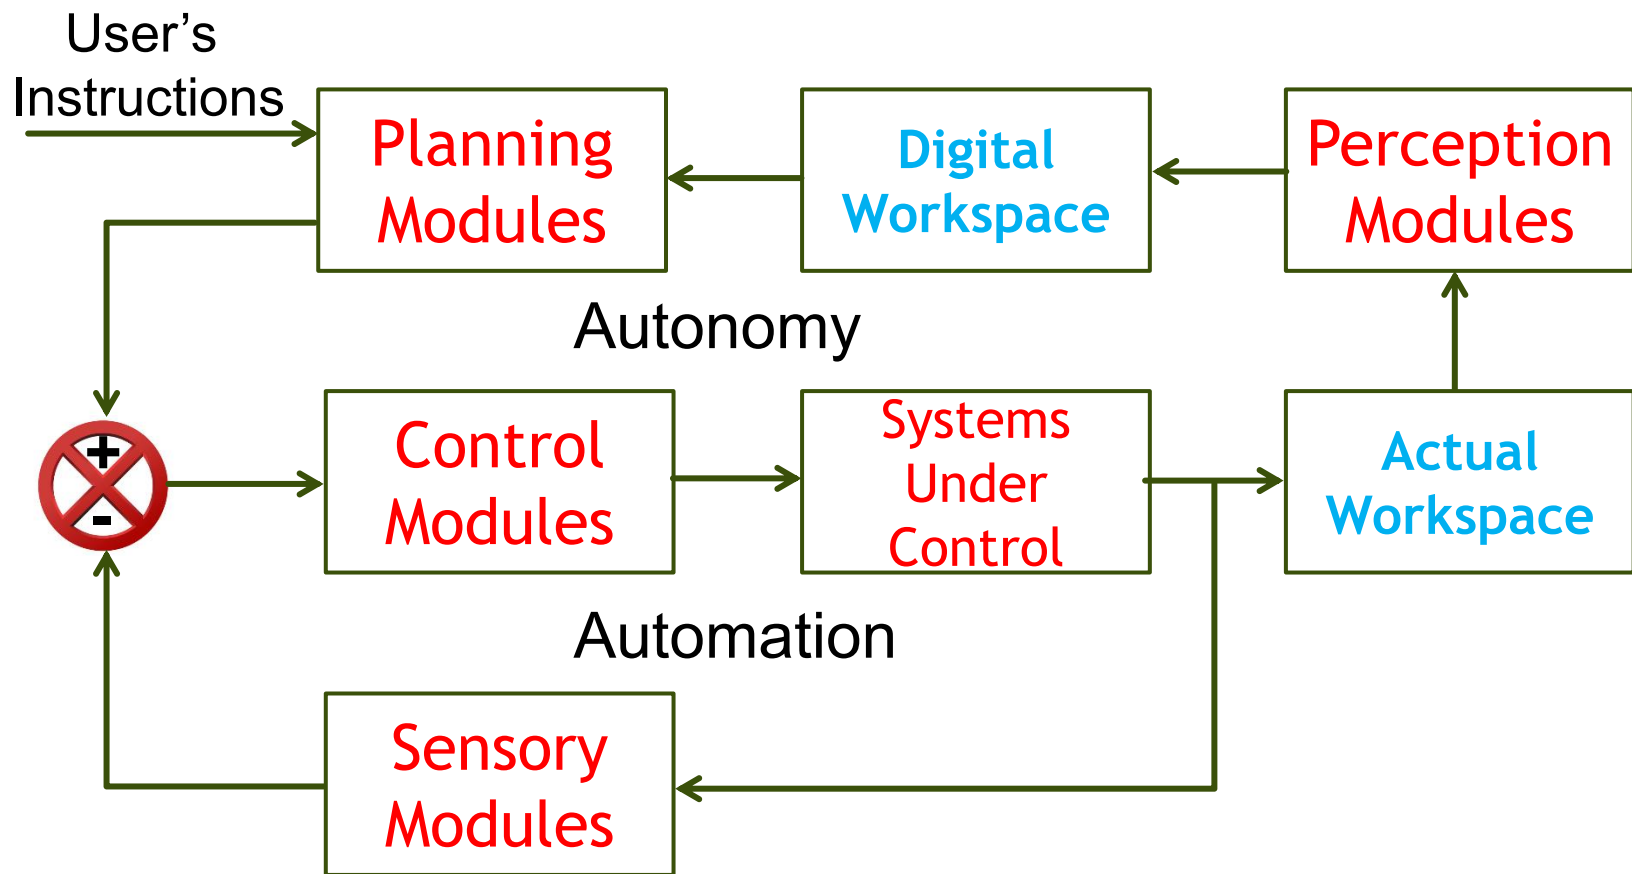 User’s
Instructions
Planning
Modules
Digital
Workspace
Perception
Modules
Autonomy
+
-
Control
Modules
Systems
Under
Control
Actual
Workspace
Automation
Sensory
Modules